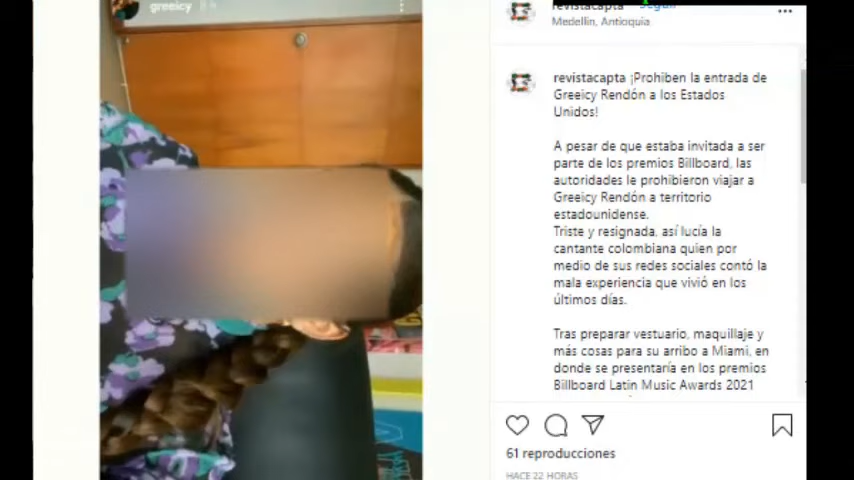 greeicy
revistacapta
Seguir
Medellín, Antioquia
revistacapta ¡Prohiben la entrada de
Greeicy Rendón a los Estados
Unidos!
A pesar de que estaba invitada a ser
parte de los premios Billboard, las
autoridades le prohibieron viajar a
Greeicy Rendón a territorio
estadounidense.
Triste y resignada, así lucía la
cantante colombiana quien por
medio de sus redes sociales contó la
mala experiencia que vivió en los
últimos días.
Tras preparar vestuario, maquillaje y
más cosas para su arribo a Miami, en
donde se presentaría en los premios
Billboard Latin Music Awards 2021
61 reproducciones
HACE 22 HORAS